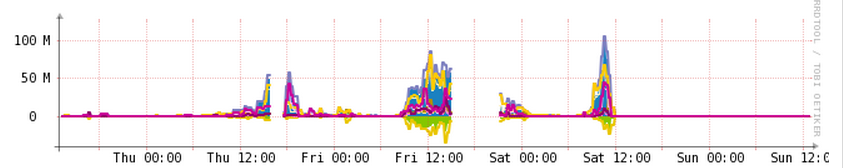 100 M
50 M
0
Thu 00:00 Thu 12:00 Fri 00:00 Fri 12:00 Sat 00:00 Sat 12:00 Sun 00:00 Sun 12:0
RRDTOOL / TOBI OETIKER